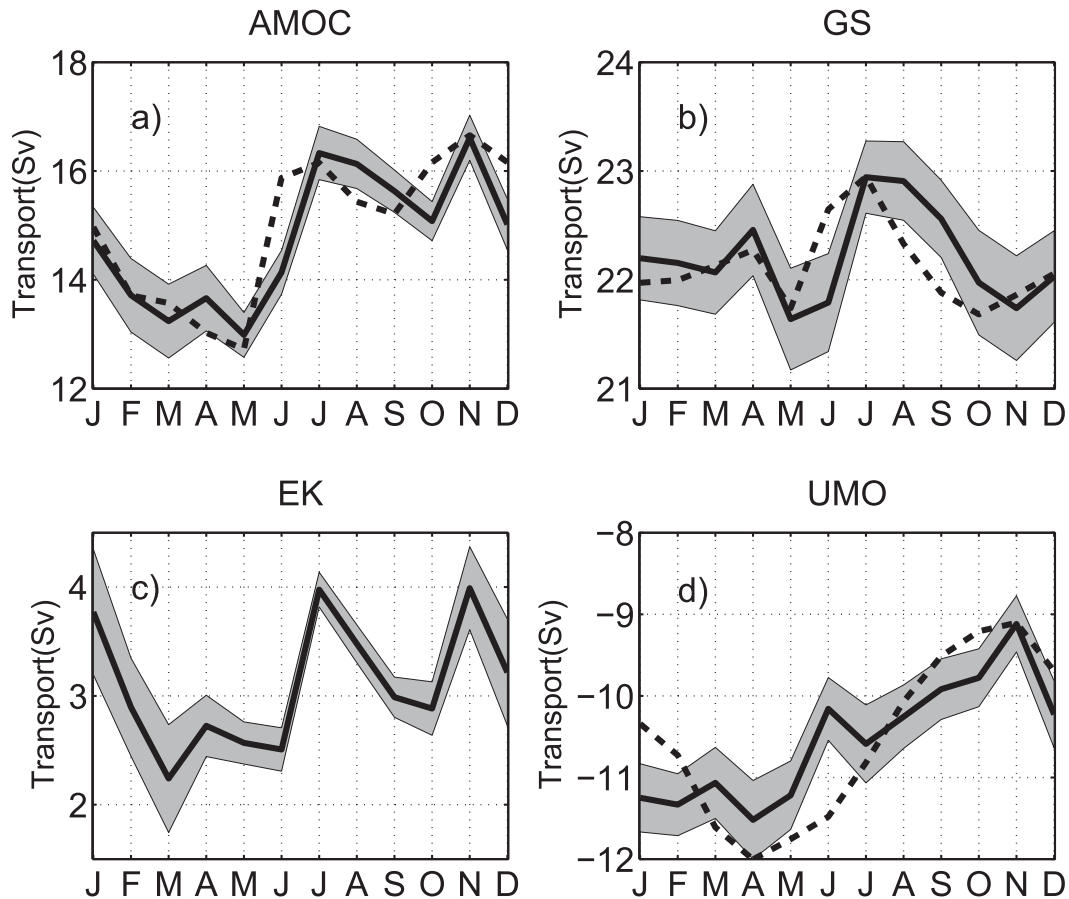 AMOC
Transport(Sv)
a)
18
16
14
12
J F M A M J J A S O N D
GS
Transport(Sv)
b)
24
23
22
21
J F M A M J J A S O N D
EK
Transport(Sv)
c)
4
3
2
J F M A M J J A S O N D
UMO
Transport(Sv)
d)
−8
−9
−10
−11
−12
J F M A M J J A S O N D